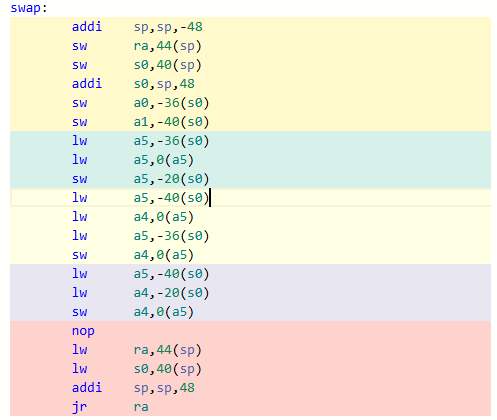 swap:
addi sp,sp,-48
sw ra,44(sp)
sw s0,40(sp)
addi s0,sp,48
sw a0,-36(s0)
sw a1,-40(s0)
lw a5,-36(s0)
lw a5,0(a5)
sw a5,-20(s0)
lw a5,-40(s0)
lw a4,0(a5)
lw a5,-36(s0)
sw a4,0(a5)
lw a5,-40(s0)
lw a4,-20(s0)
sw a4,0(a5)
nop
lw ra,44(sp)
lw s0,40(sp)
addi sp,sp,48
jr ra